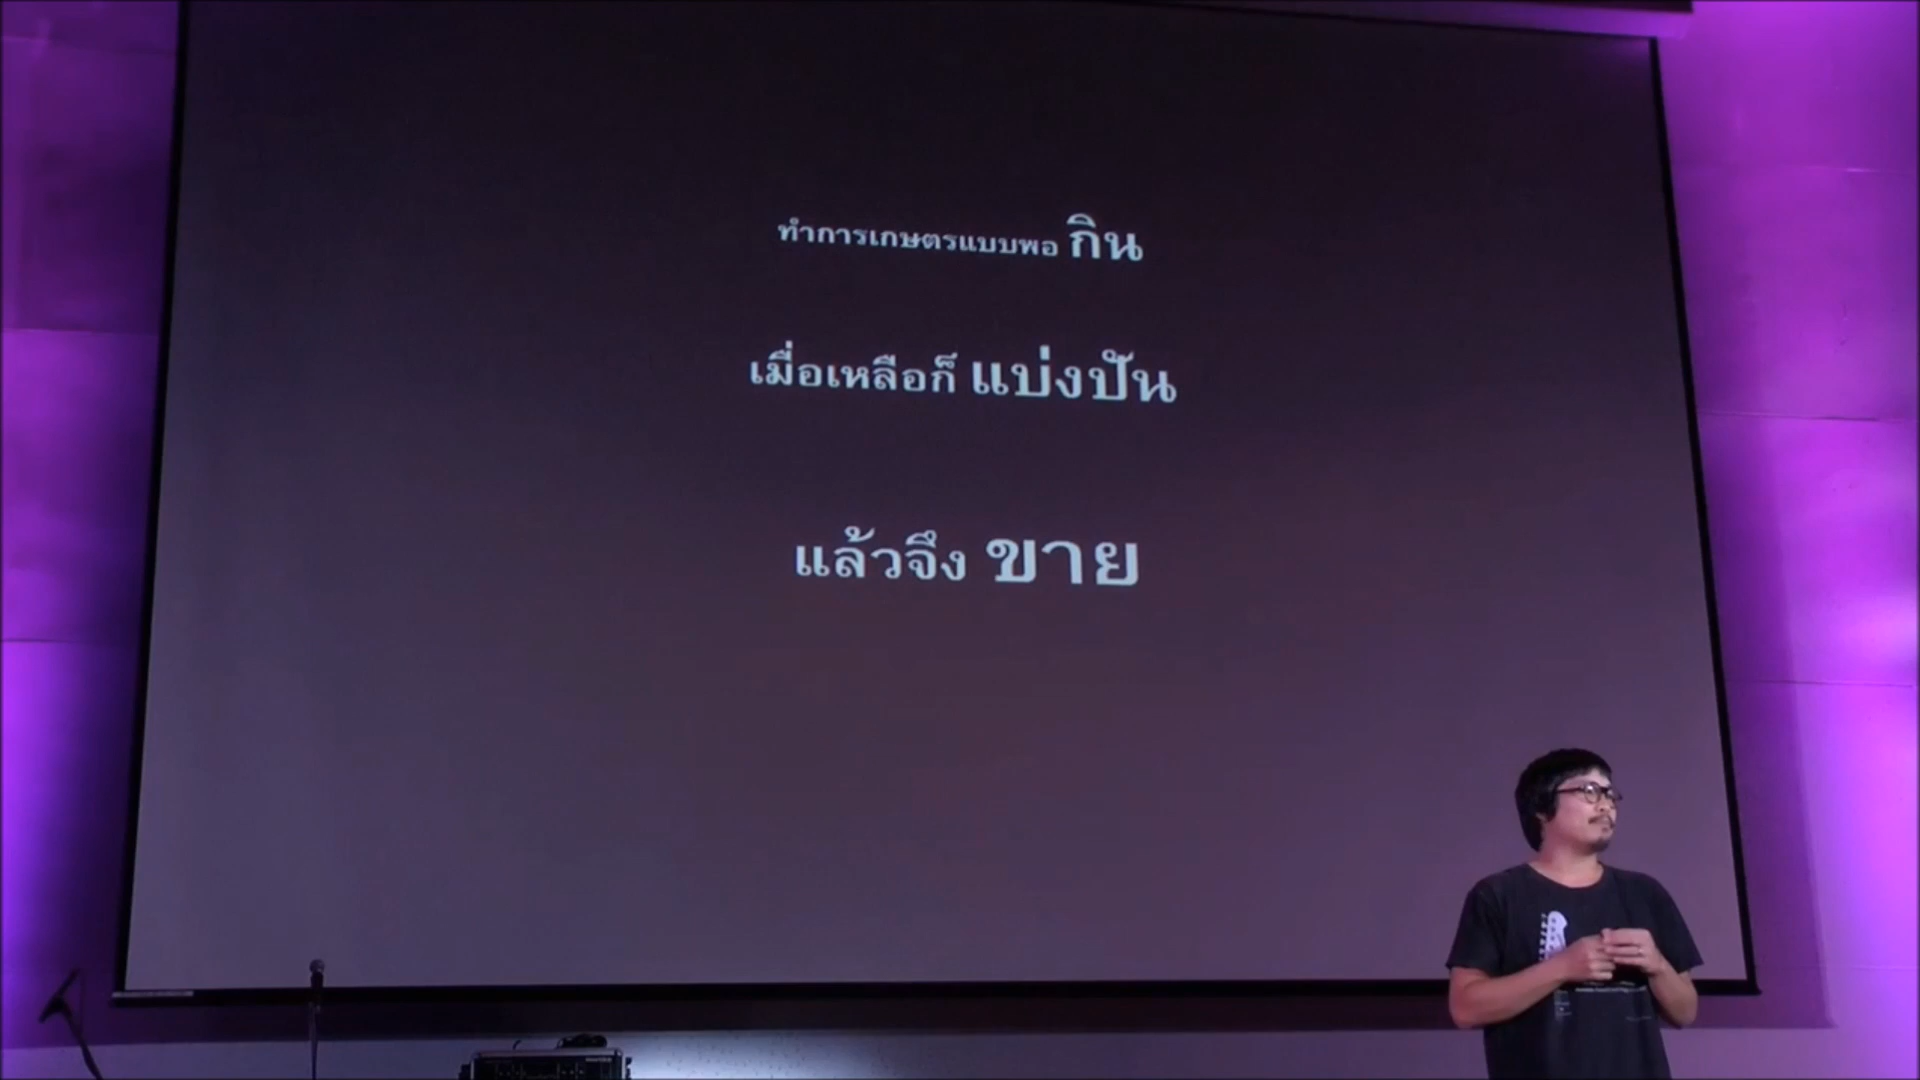 ทำการเกษตรแบบพอ กิน
เมื่อเหลือก็ แบ่งปัน
แล้วจึง ขาย